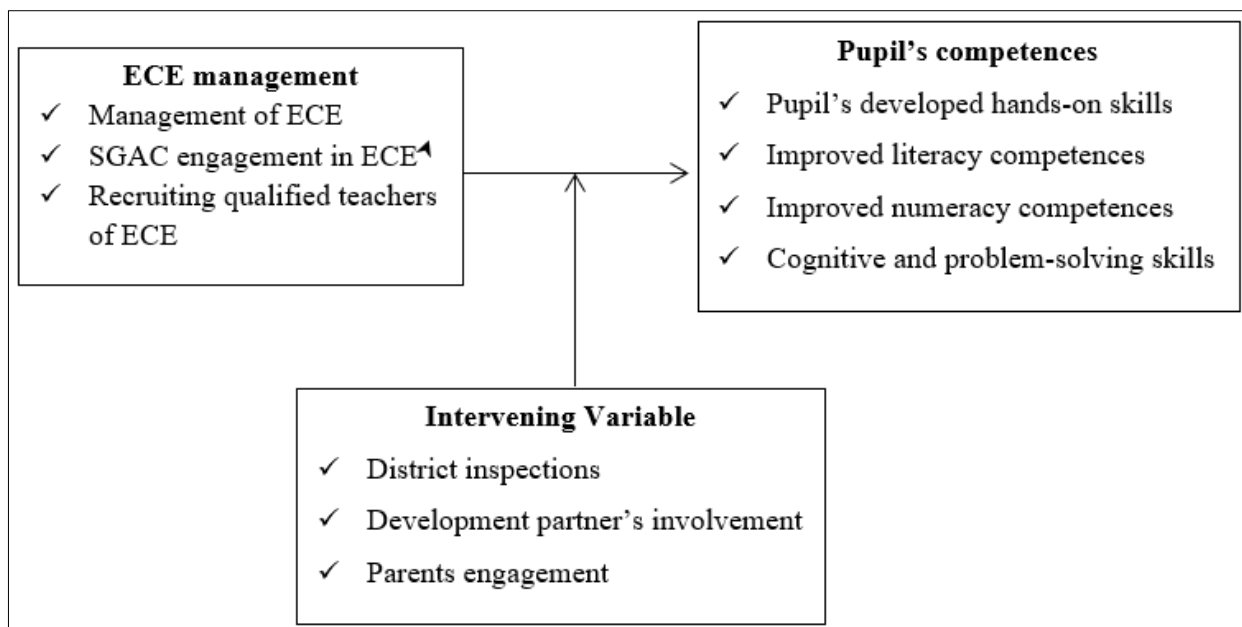 ECE management
✓ Management of ECE
✓ SGAC engagement in ECE
✓ Recruiting qualified teachers
of ECE
Pupil’s competences
✓ Pupil’s developed hands-on skills
✓ Improved literacy competences
✓ Improved numeracy competences
✓ Cognitive and problem-solving skills
Intervening Variable
✓ District inspections
✓ Development partner’s involvement
✓ Parents engagement